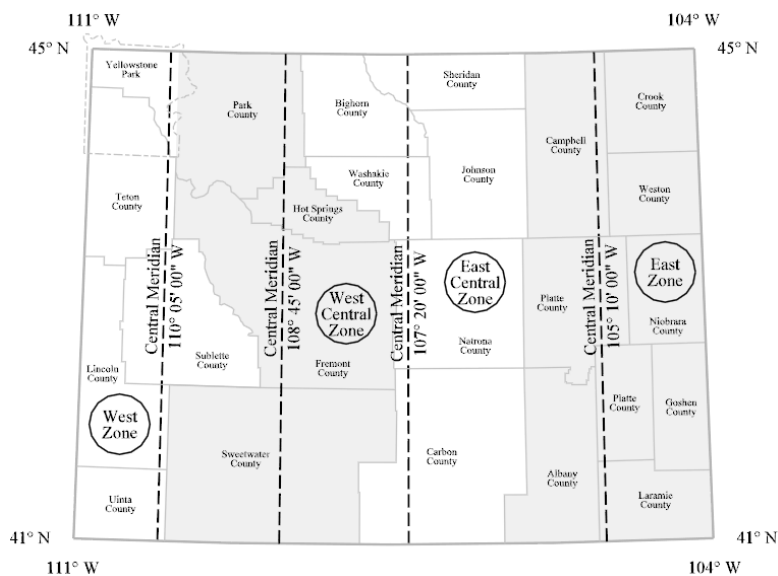 111° W
104° W
45° N
45° N
Yellowstone
Park
Park
County
Bighorn
County
Sheridan
County
Campbell
County
Crook
County
Teton
County
Hot Springs
County
Washakie
County
Johnson
County
Weston
County
Central Meridian
110° 05' 00" W
Central Meridian
108° 45' 00" W
West
Central
Zone
Central Meridian
107° 20' 00" W
East
Central
Zone
Central Meridian
105° 10' 00" W
East
Zone
Platte
County
Niobrara
County
Lincoln
County
Sublette
County
Fremont
County
Natrona
County
West
Zone
Platte
County
Goshen
County
Sweetwater
County
Carbon
County
Albany
County
Uinta
County
Laramie
County
41° N
41° N
111° W
104° W